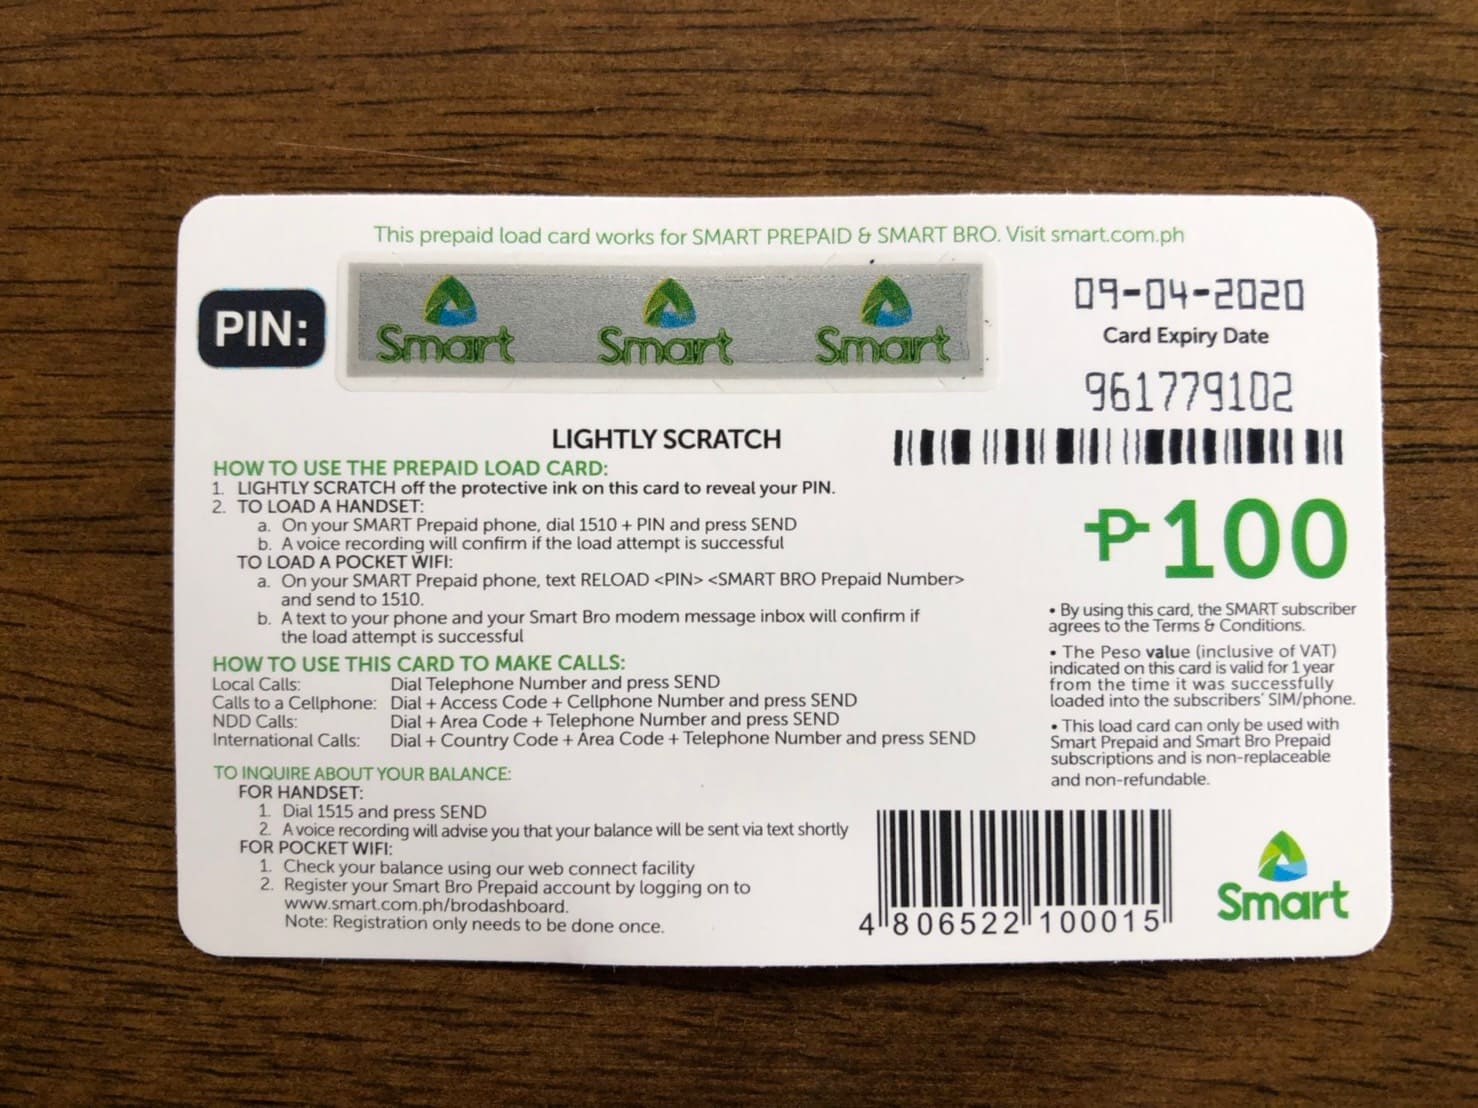 This prepaid load card works for SMART PREPAID & SMART BRO. Visit smart.com.ph
PIN:
Smart Smart Smart
09-04-2020
Card Expiry Date
961779102
LIGHTLY SCRATCH
HOW TO USE THE PREPAID LOAD CARD:
1. LIGHTLY SCRATCH off the protective ink on this card to reveal your PIN.
2. TO LOAD A HANDSET:
a. On your SMART Prepaid phone, dial 1510 + PIN and press SEND
b. A voice recording will confirm if the load attempt is successful
TO LOAD A POCKET WIFI:
a. On your SMART Prepaid phone, text RELOAD <PIN> <SMART BRO Prepaid Number>
and send to 1510.
b. A text to your phone and your Smart Bro modem message inbox will confirm if
the load attempt is successful
HOW TO USE THIS CARD TO MAKE CALLS:
Local Calls: Dial Telephone Number and press SEND
Calls to a Cellphone: Dial + Access Code + Cellphone Number and press SEND
NDD Calls: Dial + Area Code + Telephone Number and press SEND
International Calls: Dial + Country Code + Area Code + Telephone Number and press SEND
TO INQUIRE ABOUT YOUR BALANCE:
FOR HANDSET:
1. Dial 1515 and press SEND
2. A voice recording will advise you that your balance will be sent via text shortly
FOR POCKET WIFI:
1. Check your balance using our web connect facility
2. Register your Smart Bro Prepaid account by logging on to
www.smart.com.ph/brodashboard.
Note: Registration only needs to be done once.
₱100
• By using this card, the SMART subscriber
agrees to the Terms & Conditions.
• The Peso value (inclusive of VAT)
indicated on this card is valid for 1 year
from the time it was successfully
loaded into the subscribers' SIM/phone.
• This load card can only be used with
Smart Prepaid and Smart Bro Prepaid
subscriptions and is non-replaceable
and non-refundable.
4 806522 100015
Smart